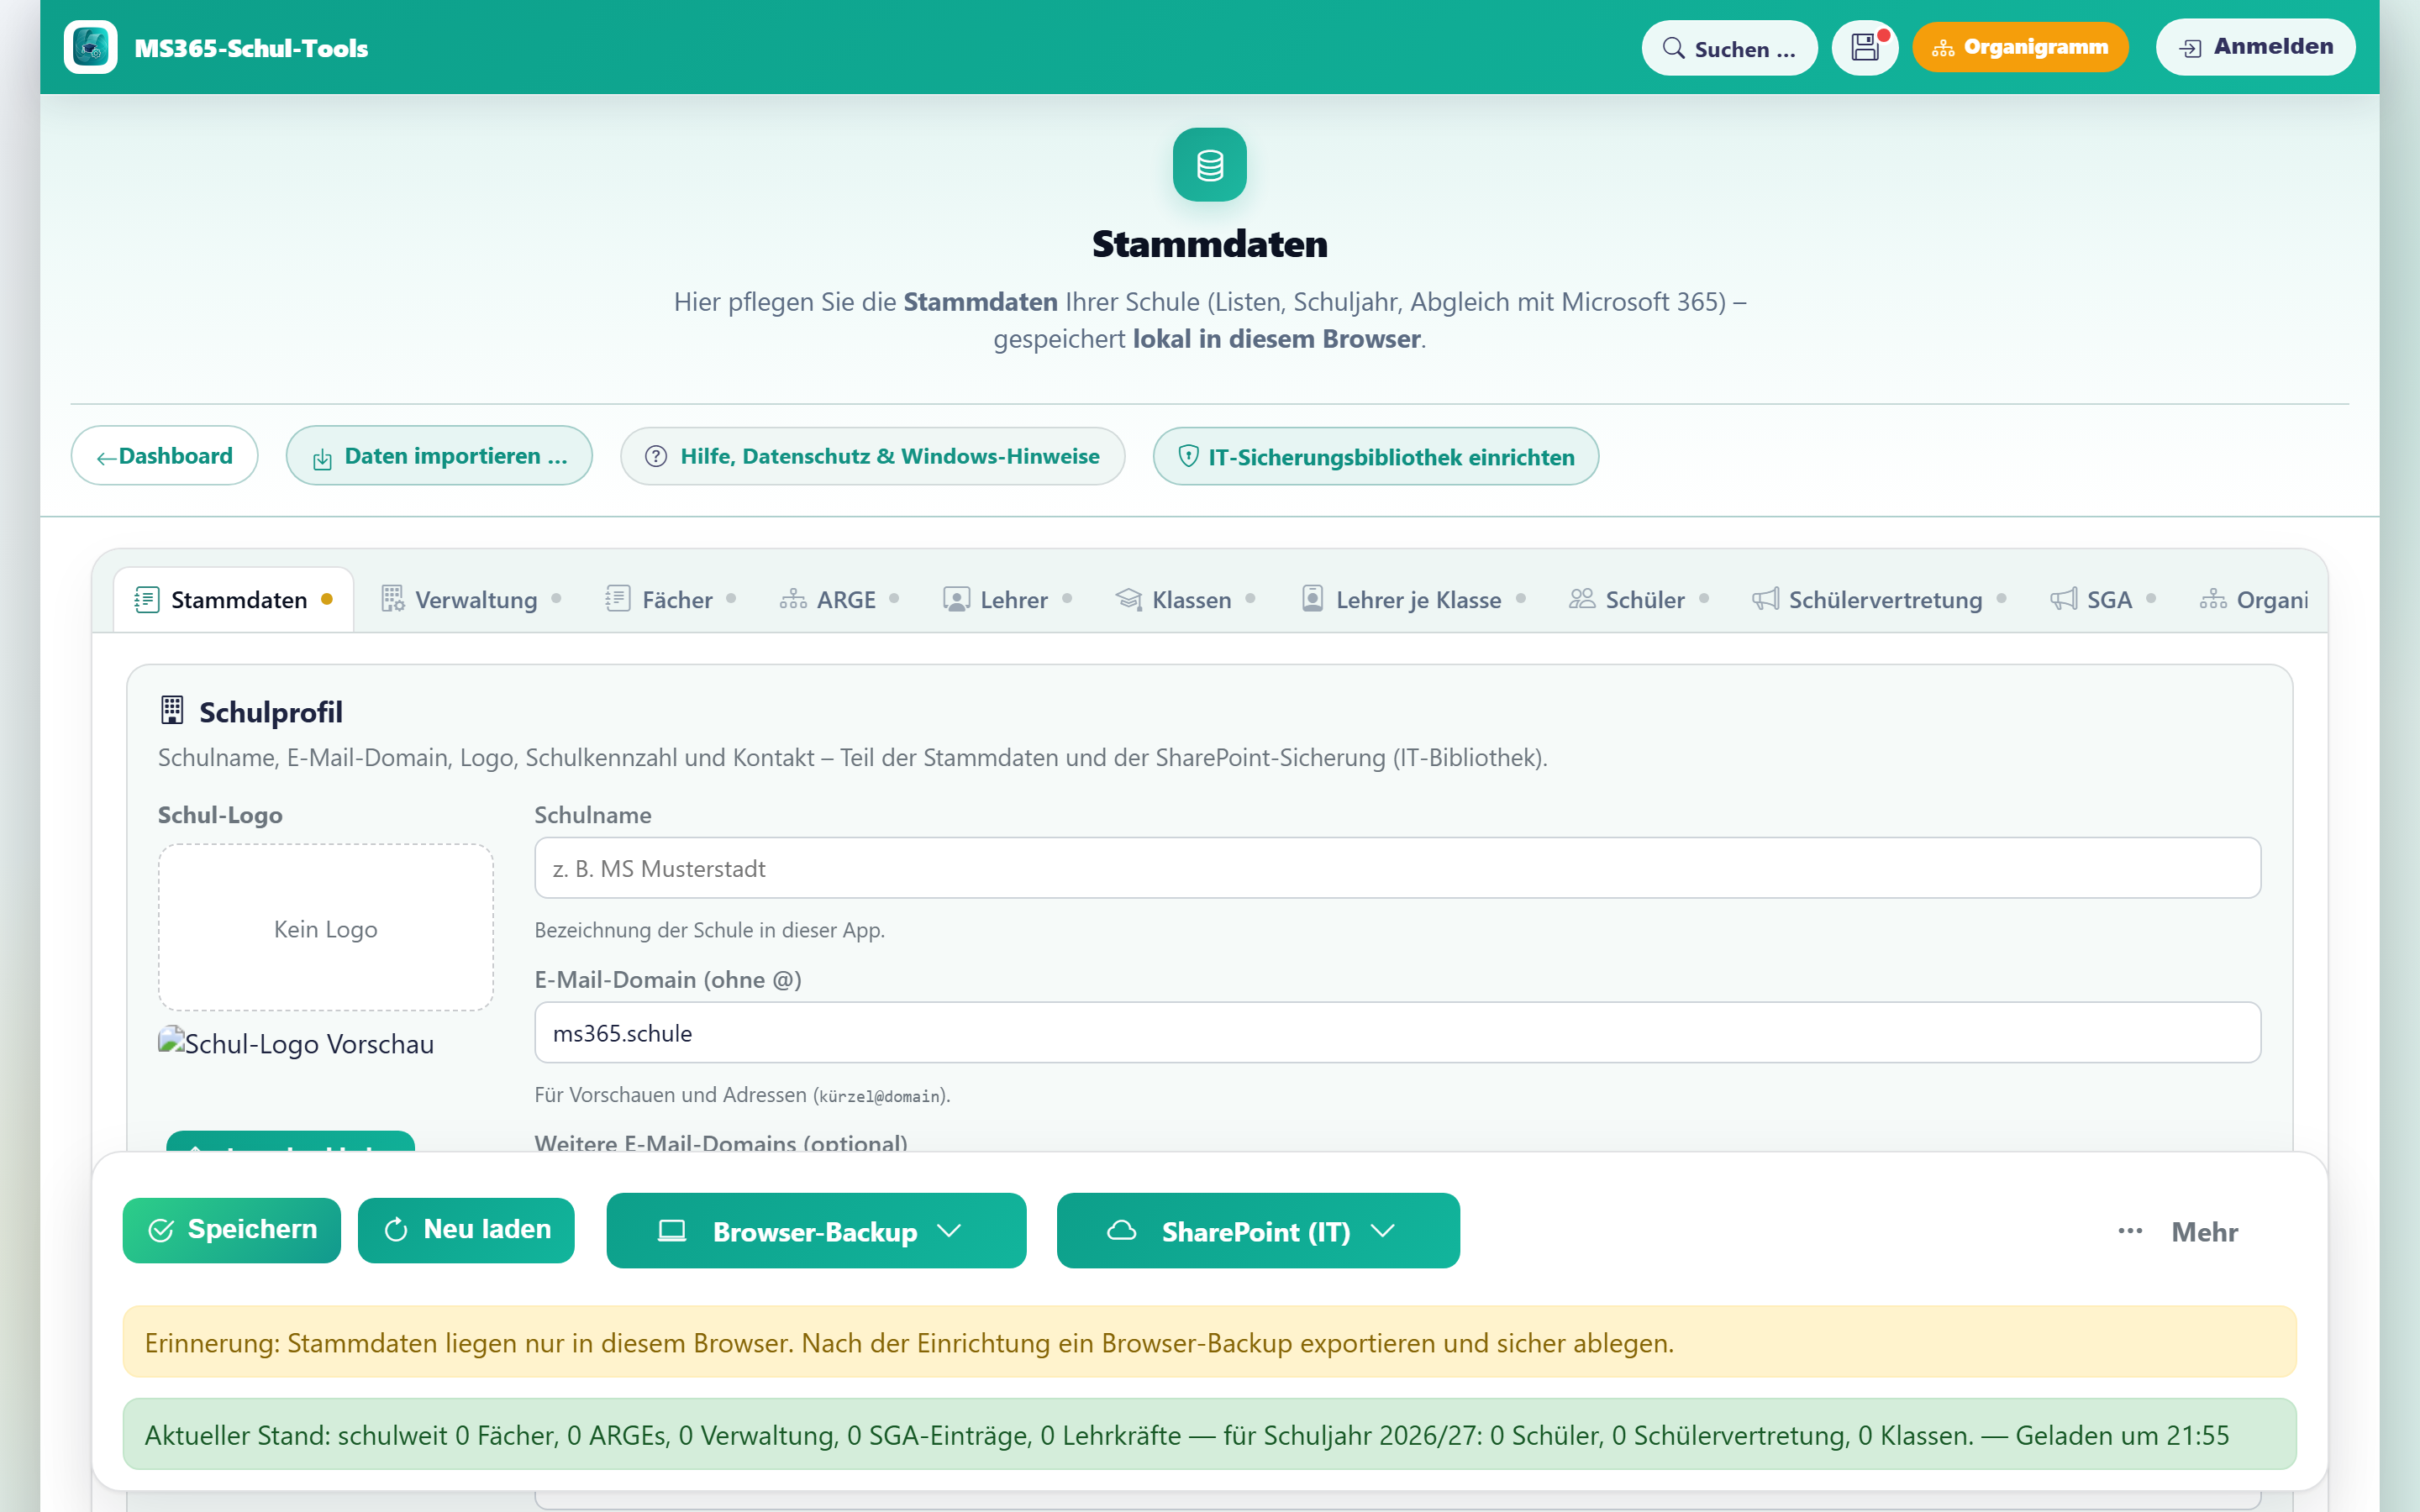 MS365-Schul-Tools
Suchen ...
Organigramm
Anmelden
Stammdaten
Hier pflegen Sie die Stammdaten Ihrer Schule (Listen, Schuljahr, Abgleich mit Microsoft 365) –
gespeichert lokal in diesem Browser.
←Dashboard
Daten importieren ...
Hilfe, Datenschutz & Windows-Hinweise
IT-Sicherungsbibliothek einrichten
Stammdaten
Verwaltung
Fächer
ARGE
Lehrer
Klassen
Lehrer je Klasse
Schüler
Schülervertretung
SGA
Organi
Schulprofil
Schulname, E-Mail-Domain, Logo, Schulkennzahl und Kontakt – Teil der Stammdaten und der SharePoint-Sicherung (IT-Bibliothek).
Schul-Logo
Kein Logo
Schul-Logo Vorschau
Schulname
z. B. MS Musterstadt
Bezeichnung der Schule in dieser App.
E-Mail-Domain (ohne @)
ms365.schule
Für Vorschauen und Adressen (kürzel@domain).
Weitere E-Mail-Domains (optional)
Speichern
Neu laden
Browser-Backup
SharePoint (IT)
··· Mehr
Erinnerung: Stammdaten liegen nur in diesem Browser. Nach der Einrichtung ein Browser-Backup exportieren und sicher ablegen.
Aktueller Stand: schulweit 0 Fächer, 0 ARGEs, 0 Verwaltung, 0 SGA-Einträge, 0 Lehrkräfte — für Schuljahr 2026/27: 0 Schüler, 0 Schülervertretung, 0 Klassen. — Geladen um 21:55